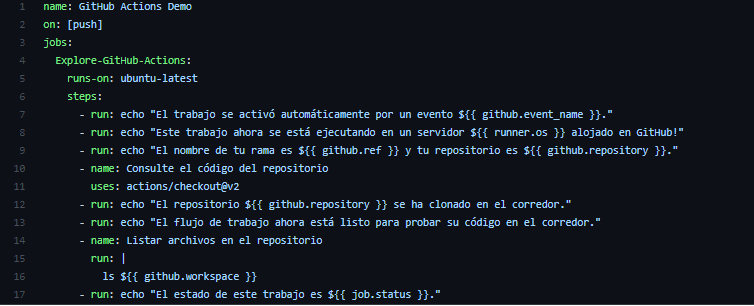 1 name: GitHub Actions Demo
2 on: [push]
3 jobs:
4   Explore-GitHub-Actions:
5     runs-on: ubuntu-latest
6     steps:
7       - run: echo "El trabajo se activó automáticamente por un evento ${{ github.event_name }}."
8       - run: echo "Este trabajo ahora se está ejecutando en un servidor ${{ runner.os }} alojado en GitHub!"
9       - run: echo "El nombre de tu rama es ${{ github.ref }} y tu repositorio es ${{ github.repository }}."
10       - name: Consulte el código del repositorio
11         uses: actions/checkout@v2
12       - run: echo "El repositorio ${{ github.repository }} se ha clonado en el corredor."
13       - run: echo "El flujo de trabajo ahora está listo para probar su código en el corredor."
14       - name: Listar archivos en el repositorio
15         run: |
16           ls ${{ github.workspace }}
17       - run: echo "El estado de este trabajo es ${{ job.status }}."